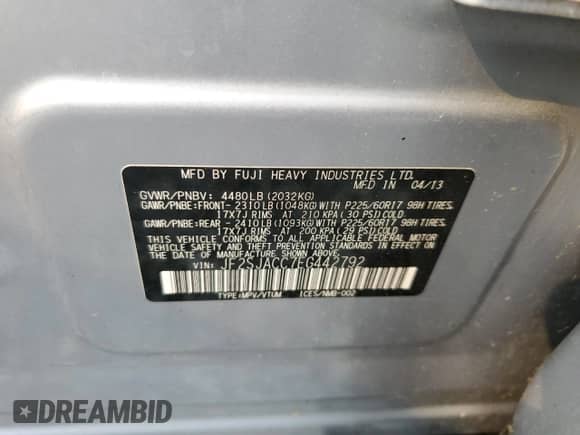 MFD BY FUJI HEAVY INDUSTRIES LTD.
IN DATE 04/13
GVWR/PNBV: 4480LB(2032KG)
GAWR/PNBE:FRONT-2310LB(1048KG)WITH P225/60R17 98H TIRES,
17X7J RIMS AT 210 KPA(30 PSI)COLD
GAWR/PNBE:REAR -2410LB(1093KG)WITH P225/60R17 98H TIRES,
17X7J RIMS AT 200 KPA(29 PSI)COLD
THIS VEHICLE CONFORMS TO ALL APPLICABLE U.S. FEDERAL
MOTOR VEHICLE SAFETY AND THEFT PREVENTION STANDARDS IN EFFECT ON
THE DATE OF MANUFACTURE SHOWN ABOVE.
VIN: JF2SJACC7EG442792
TYPE:MPV/VTUM ICES/NMB-002
DREAMBID